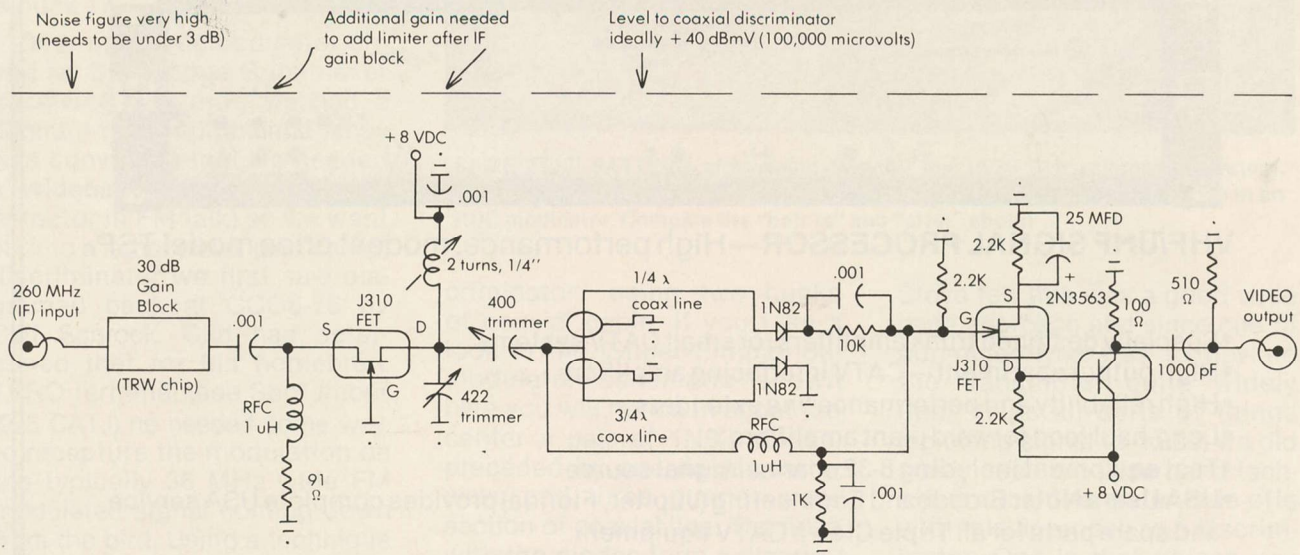 Noise figure very high
(needs to be under 3 dB)
Additional gain needed
to add limiter after IF
gain block
Level to coaxial discriminator
ideally + 40 dBmV (100,000 microvolts)
+ 8 VDC
.001
2 turns, 1/4"
260 MHz
(IF) input
30 dB
Gain
Block
(TRW chip)
.001
RFC
1 uH
91
Ω
J310
FET
S
D
G
400
trimmer
422
trimmer
1/4 λ
coax line
3/4λ
coax line
1N82
1N82
.001
10K
RFC
1uH
1K
.001
2.2K
2.2K
25 MFD
+
2N3563
S
G
D
J310
FET
2.2K
100
Ω
1000 pF
510
Ω
VIDEO
output
+ 8 VDC